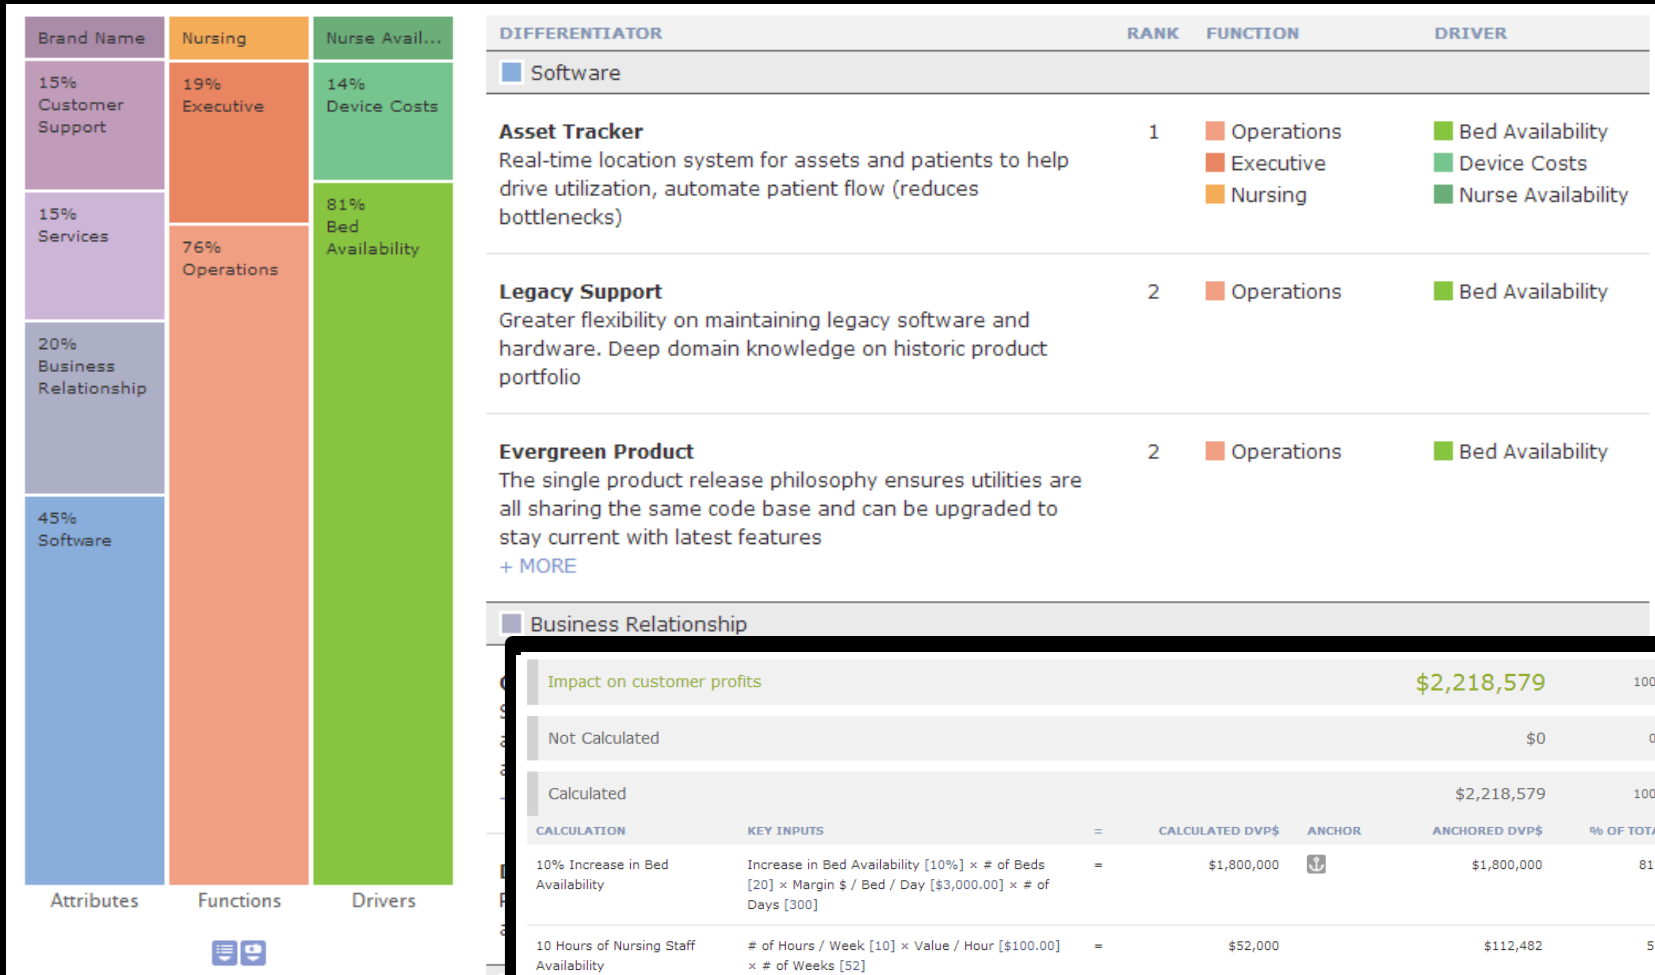 Brand Name
15%
Customer
Support
15%
Services
20%
Business
Relationship
45%
Software
Attributes
Nursing
19%
Executive
76%
Operations
Functions
Nurse Avail...
14%
Device Costs
81%
Bed
Availability
Drivers
DIFFERENTIATOR RANK FUNCTION DRIVER
Software
Asset Tracker 1 Operations Bed Availability
Real-time location system for assets and patients to help Executive Device Costs
drive utilization, automate patient flow (reduces Nursing Nurse Availability
bottlenecks)
Legacy Support 2 Operations Bed Availability
Greater flexibility on maintaining legacy software and
hardware. Deep domain knowledge on historic product
portfolio
Evergreen Product 2 Operations Bed Availability
The single product release philosophy ensures utilities are
all sharing the same code base and can be upgraded to
stay current with latest features
+ MORE
Business Relationship
Impact on customer profits $2,218,579 100
Not Calculated $0 0
Calculated $2,218,579 100
CALCULATION KEY INPUTS = CALCULATED DVP$ ANCHOR ANCHORED DVP$ % OF TOTA
10% Increase in Bed Increase in Bed Availability [10%] × # of Beds = $1,800,000 $1,800,000 81
Availability [20] × Margin $ / Bed / Day [$3,000.00] × # of
Days [300]
10 Hours of Nursing Staff # of Hours / Week [10] × Value / Hour [$100.00] = $52,000 $112,482 5
Availability × # of Weeks [52]